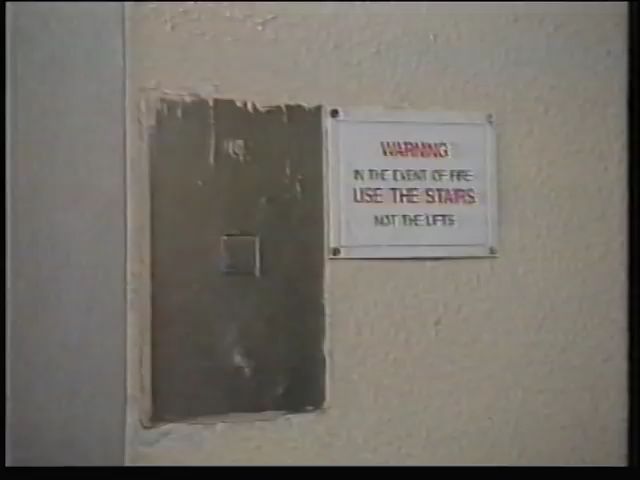 WARNING
IN THE EVENT OF FIRE
USE THE STAIRS
NOT THE LIFTS